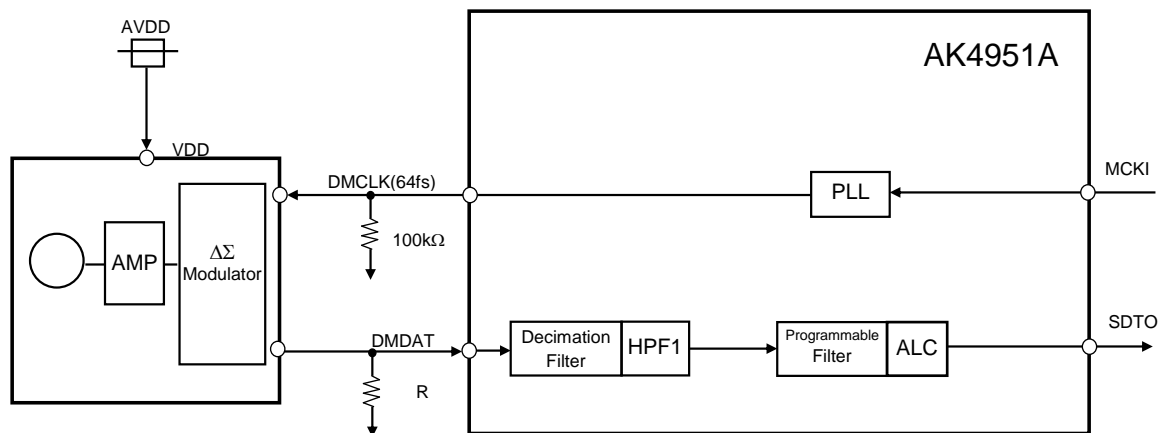 AVDD
AK4951A
VDD
DMCLK(64fs)
MCKI
PLL
100kΩ
AMP
ΔΣ
Modulator
DMDAT
SDTO
Decimation
Filter
HPF1
Programmable
Filter
ALC
R